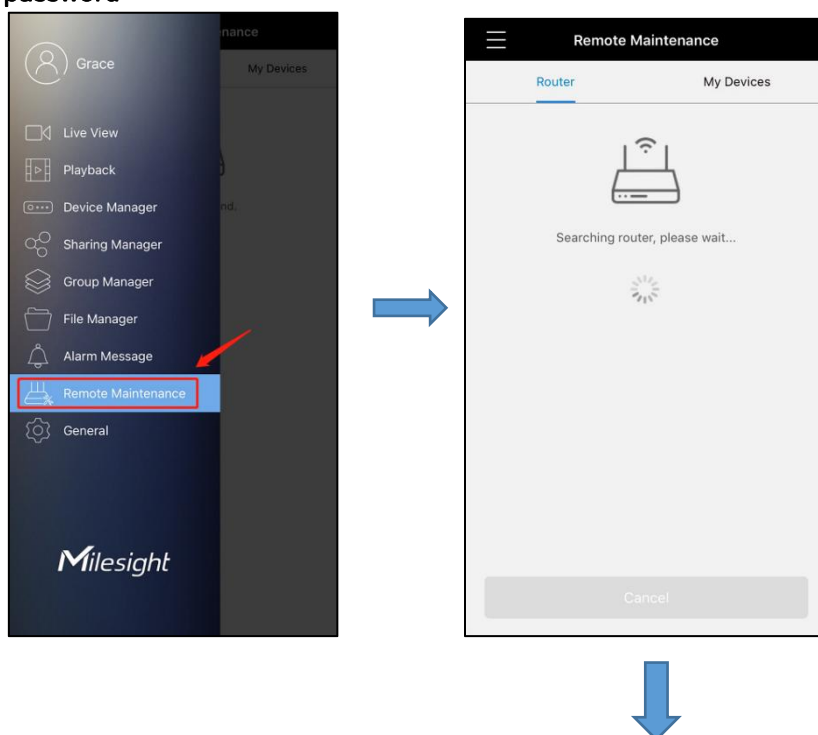 password
Grace
Live View
Playback
Device Manager
Sharing Manager
Group Manager
File Manager
Alarm Message
Remote Maintenance
General
Milesight
nance
My Devices
nd.
Remote Maintenance
Router My Devices
Searching router, please wait...
Cancel